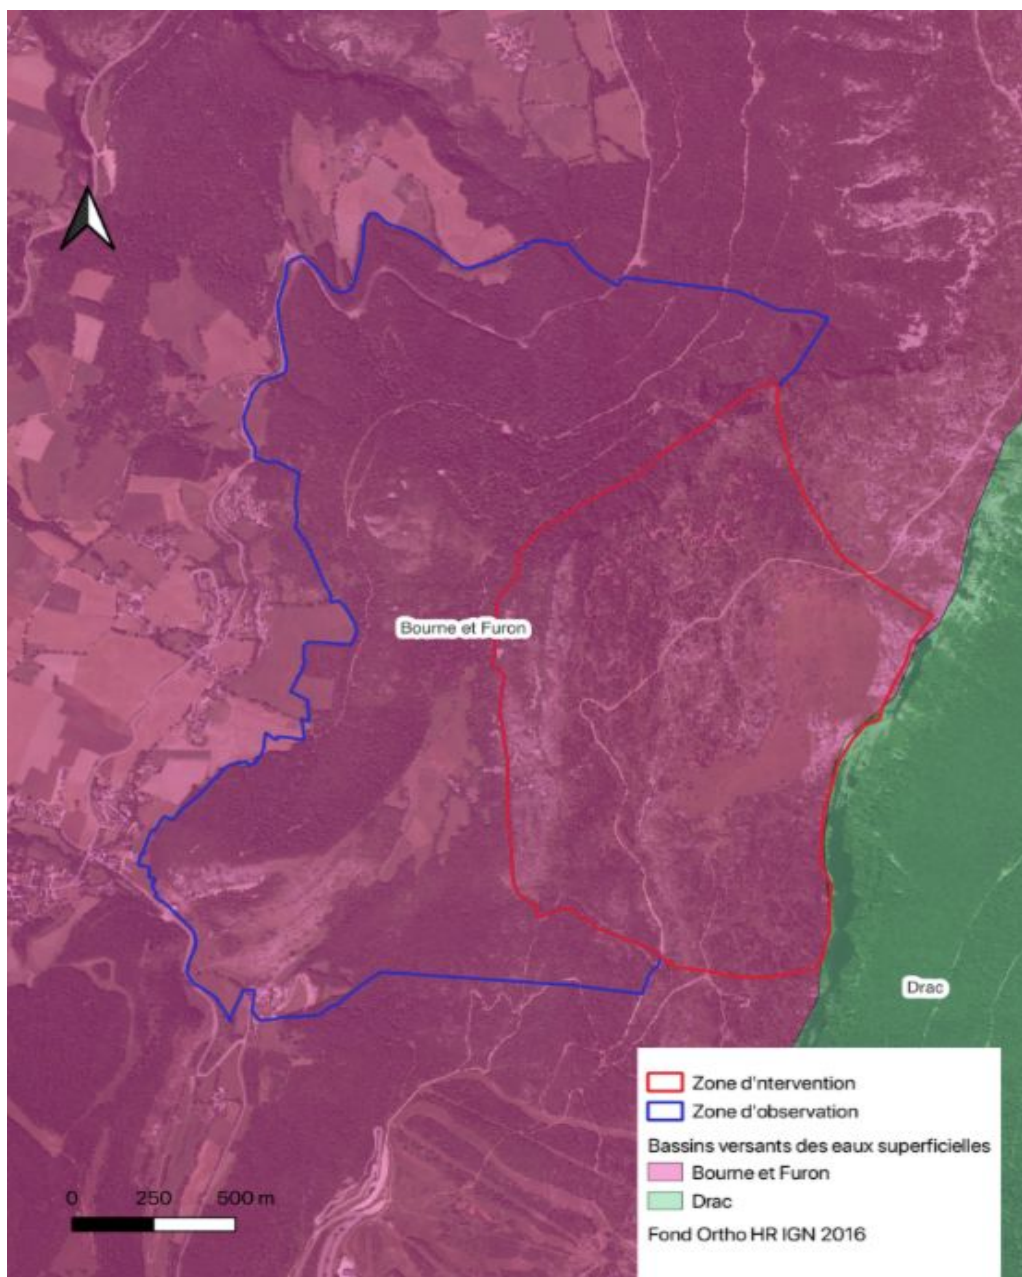 Bourne et Furon
Drac
Zone d'ntervention
Zone d'observation
Bassins versants des eaux superficielles
Bourne et Furon
Drac
Fond Ortho HR IGN 2016
0 250 500 m